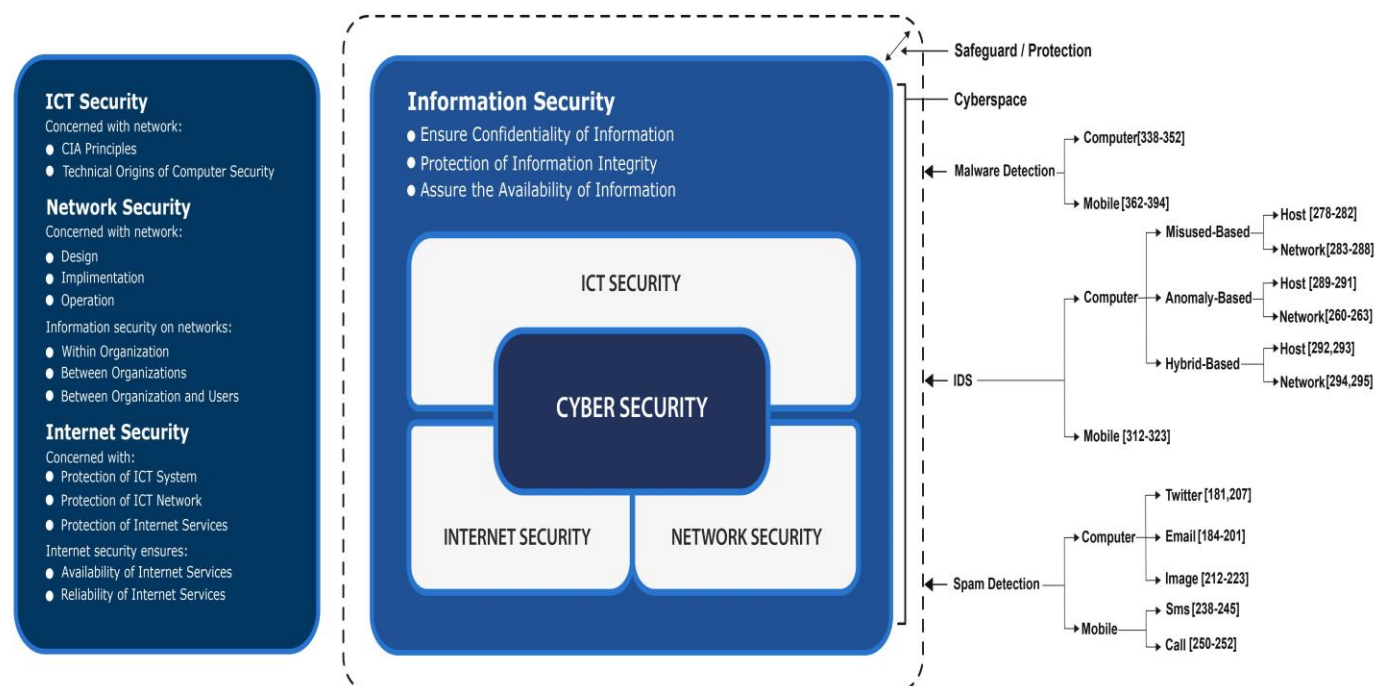 ICT Security
Concerned with network:
CIA Principles
Technical Origins of Computer Security
Network Security
Concerned with network:
Design
Implimentation
Operation
Information security on networks:
Within Organization
Between Organizations
Between Organization and Users
Internet Security
Concerned with:
Protection of ICT System
Protection of ICT Network
Protection of Internet Services
Internet security ensures:
Availability of Internet Services
Reliability of Internet Services
Information Security
Ensure Confidentiality of Information
Protection of Information Integrity
Assure the Availability of Information
ICT SECURITY
CYBER SECURITY
INTERNET SECURITY
NETWORK SECURITY
Safeguard / Protection
Cyberspace
Malware Detection
Computer[338-352]
Mobile [362-394]
IDS
Computer
Misused-Based
Host [278-282]
Network[283-288]
Anomaly-Based
Host [289-291]
Network[260-263]
Hybrid-Based
Host [292,293]
Network[294,295]
Mobile [312-323]
Spam Detection
Computer
Twitter [181,207]
Email [184-201]
Image [212-223]
Mobile
Sms [238-245]
Call [250-252]